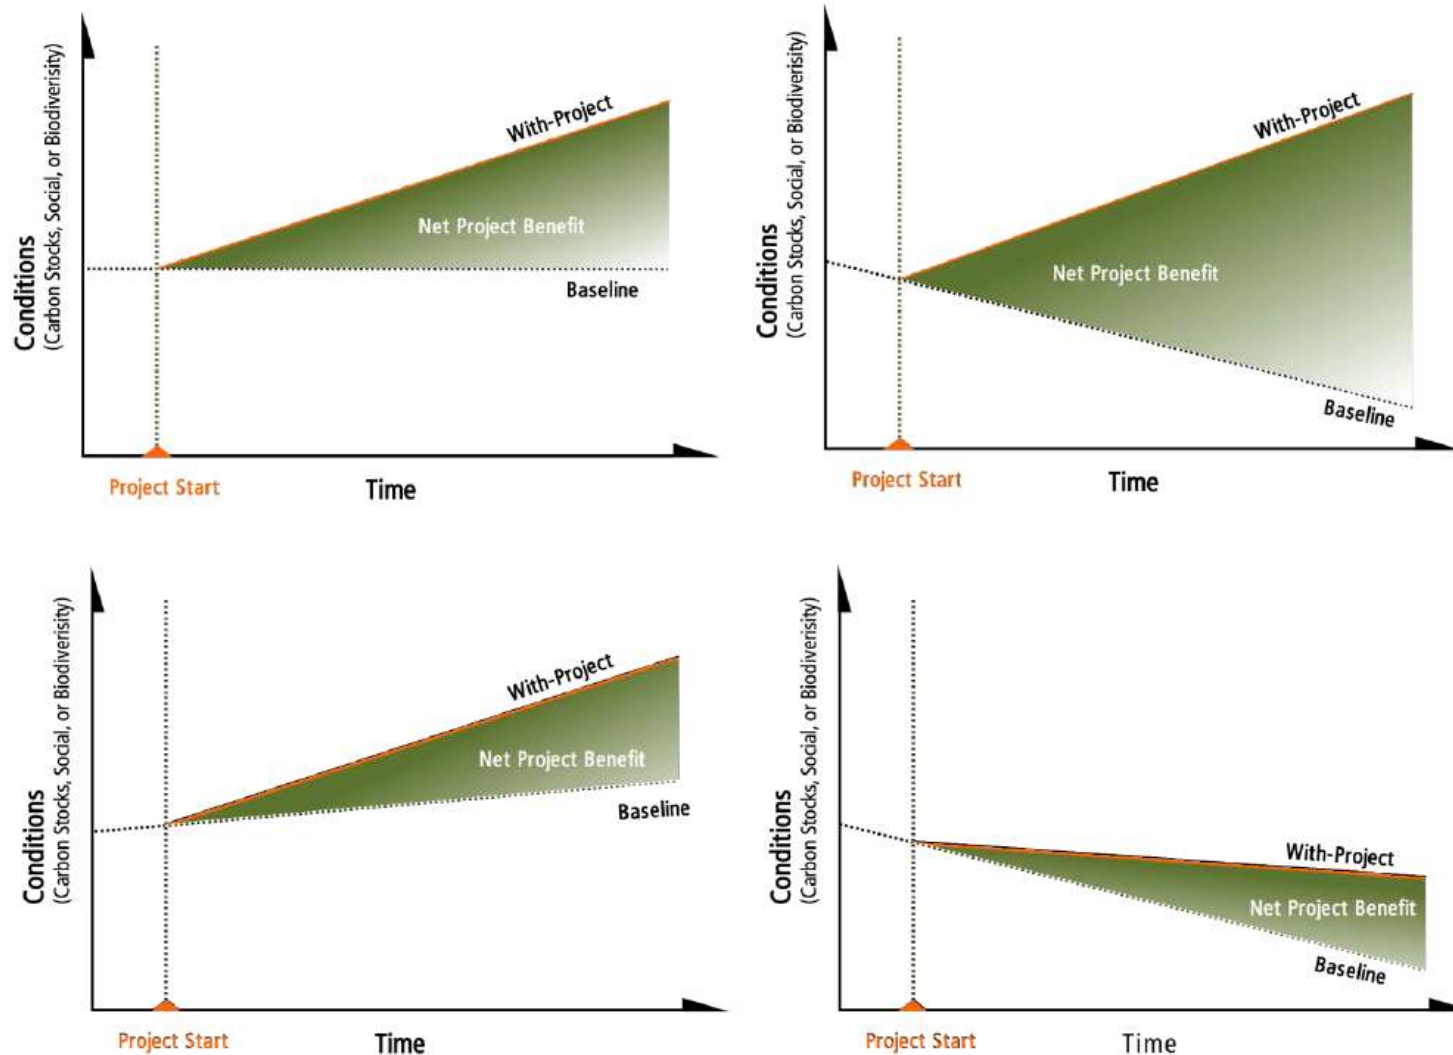 Conditions
(Carbon Stocks, Social, or Biodiverisity)
With-Project
Net Project Benefit
Baseline
Project Start
Time
Conditions
(Carbon Stocks, Social, or Biodiverisity)
With-Project
Net Project Benefit
Baseline
Project Start
Time
Conditions
(Carbon Stocks, Social, or Biodiverisity)
With-Project
Net Project Benefit
Baseline
Project Start
Time
Conditions
(Carbon Stocks, Social, or Biodiverisity)
With-Project
Net Project Benefit
Baseline
Project Start
Time